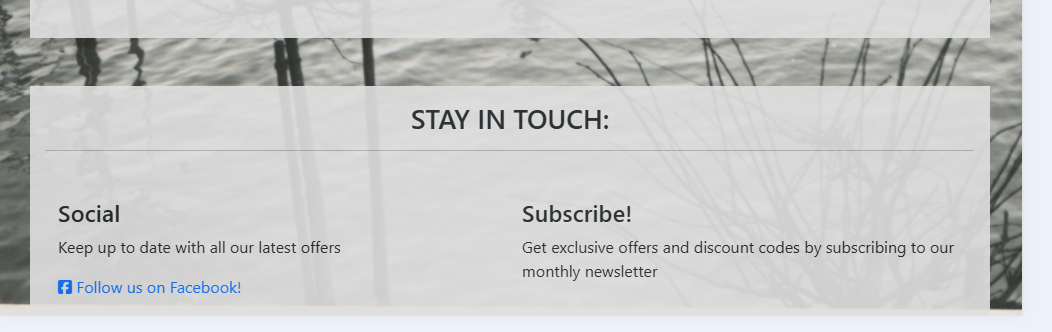 STAY IN TOUCH:
Social
Keep up to date with all our latest offers
Follow us on Facebook!
Subscribe!
Get exclusive offers and discount codes by subscribing to our
monthly newsletter